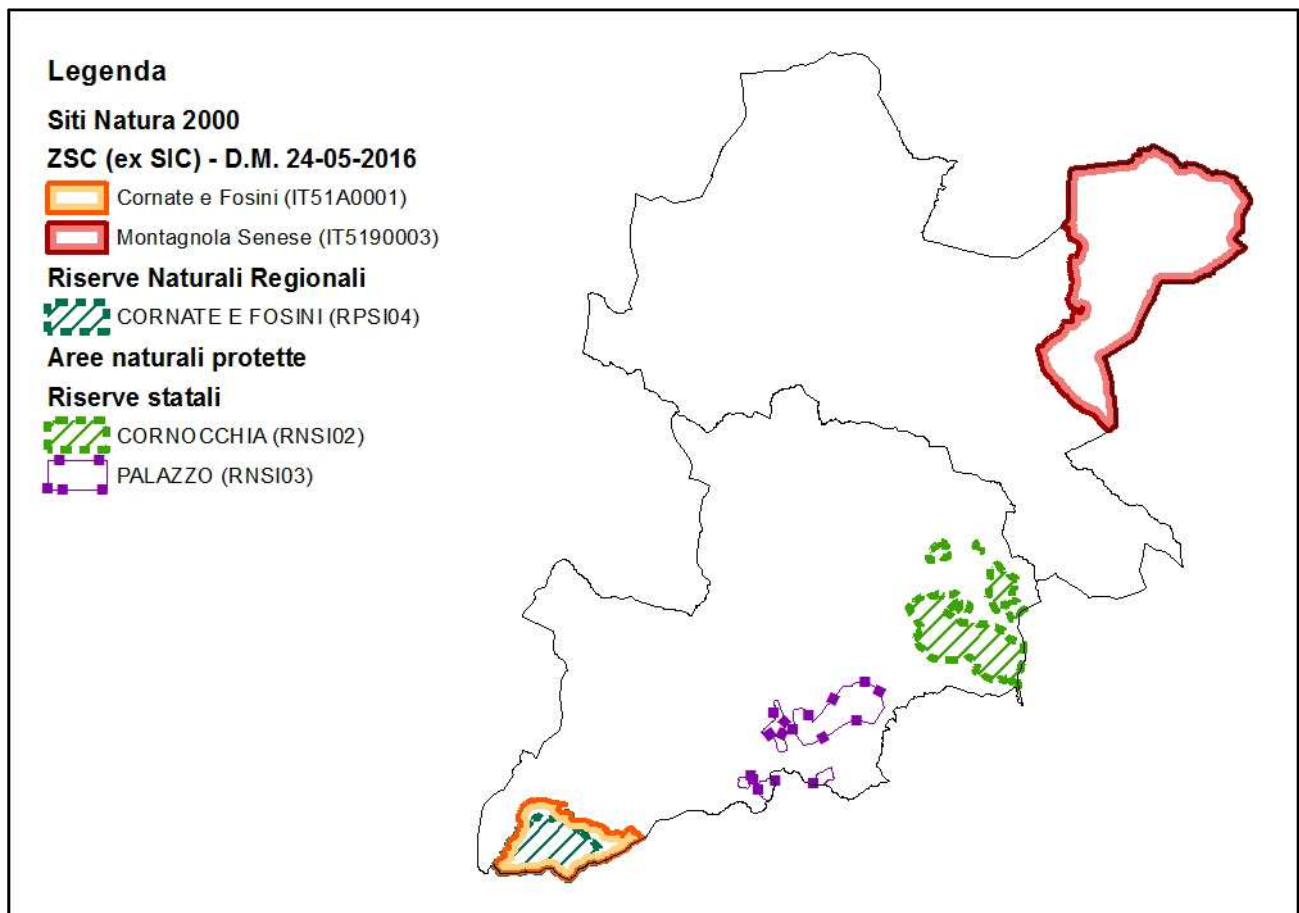 Legenda
Siti Natura 2000
ZSC (ex SIC) - D.M. 24-05-2016
Cornate e Fosini (IT51A0001)
Montagnola Senese (IT5190003)
Riserve Naturali Regionali
CORNATE E FOSINI (RPSI04)
Aree naturali protette
Riserve statali
CORNOCCHIA (RNSI02)
PALAZZO (RNSI03)